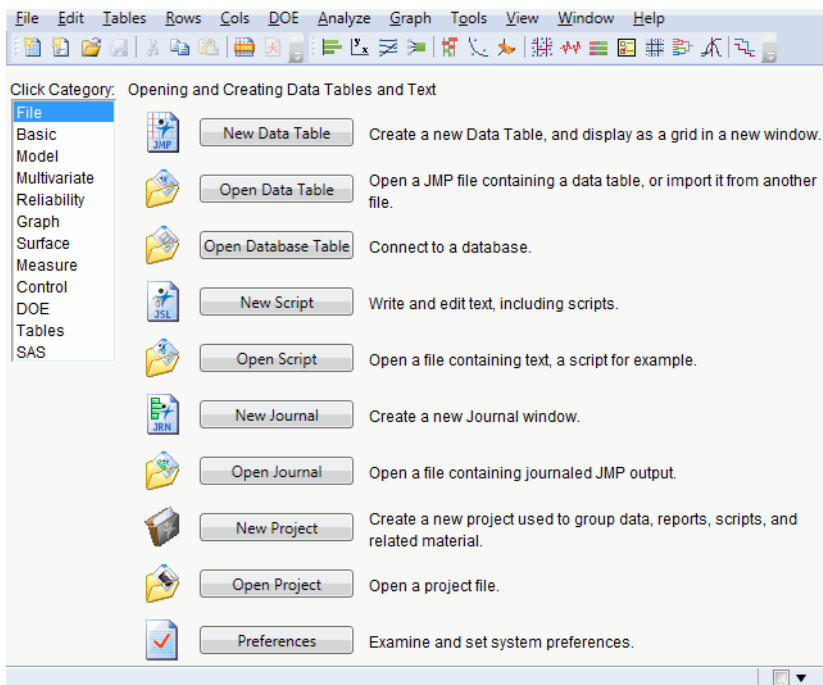 File Edit Tables Rows Cols DOE Analyze Graph Tools View Window Help
Click Category: Opening and Creating Data Tables and Text
File
Basic
Model
Multivariate
Reliability
Graph
Surface
Measure
Control
DOE
Tables
SAS
JMP New Data Table Create a new Data Table, and display as a grid in a new window.
Open Data Table Open a JMP file containing a data table, or import it from another
file.
Open Database Table Connect to a database.
JSL New Script Write and edit text, including scripts.
Open Script Open a file containing text, a script for example.
JRN New Journal Create a new Journal window.
Open Journal Open a file containing journaled JMP output.
New Project Create a new project used to group data, reports, scripts, and
related material.
Open Project Open a project file.
Preferences Examine and set system preferences.